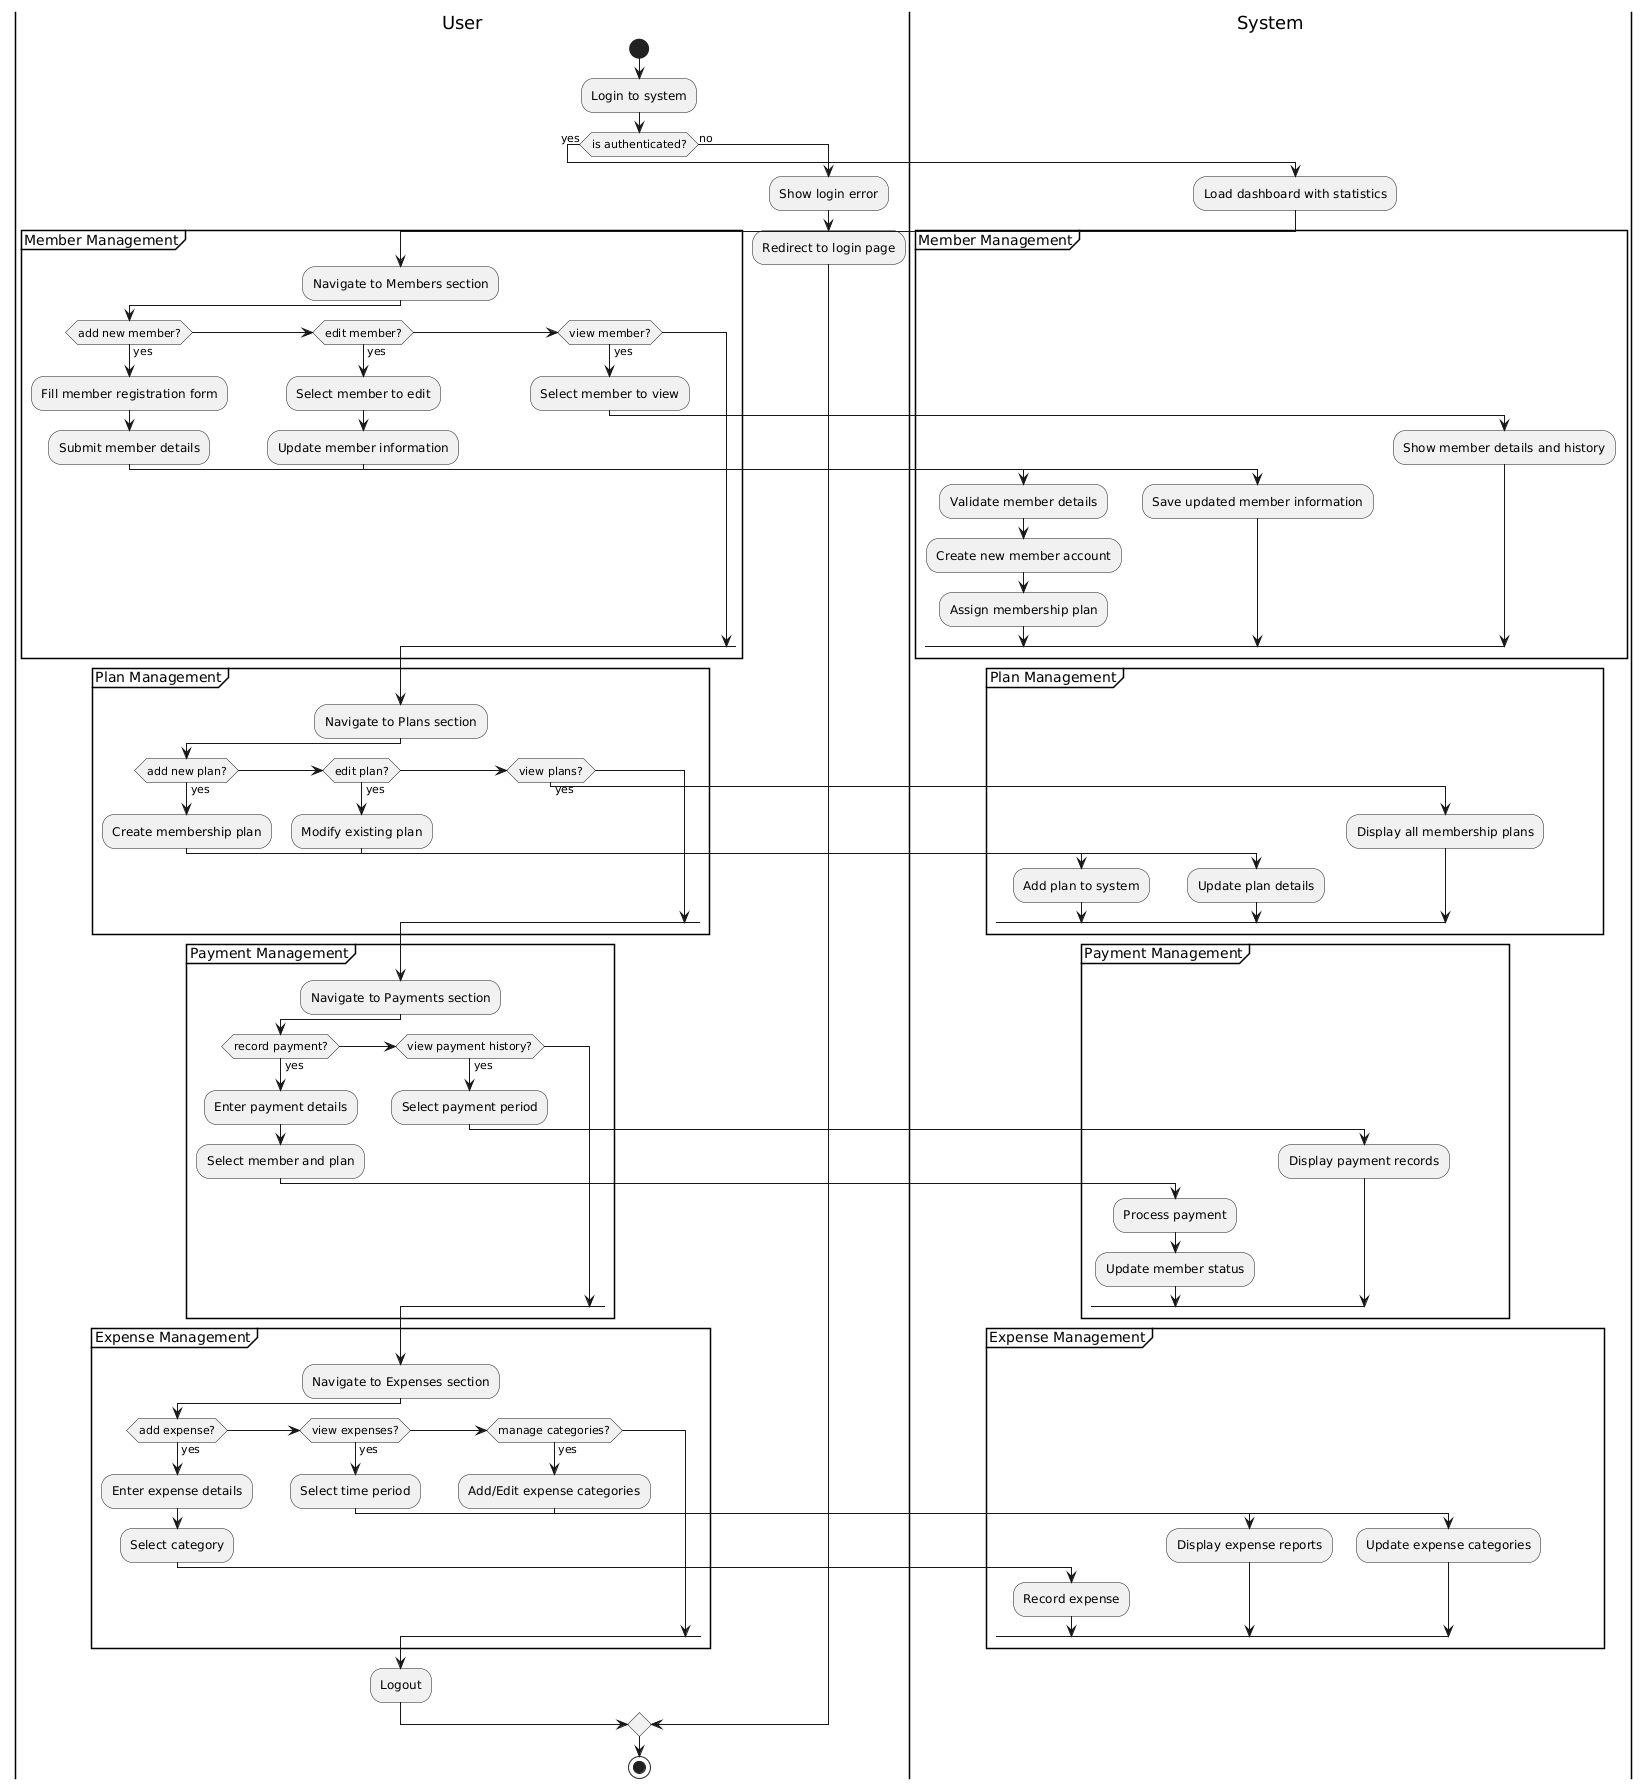 User
System
Login to system
yes
is authenticated?
no
Show login error
Load dashboard with statistics
Member Management
Redirect to login page
Member Management
Navigate to Members section
add new member?
edit member?
view member?
yes
yes
yes
Fill member registration form
Select member to edit
Select member to view
Submit member details
Update member information
Show member details and history
Validate member details
Save updated member information
Create new member account
Assign membership plan
Plan Management
Plan Management
Navigate to Plans section
add new plan?
edit plan?
view plans?
yes
yes
yes
Create membership plan
Modify existing plan
Display all membership plans
Add plan to system
Update plan details
Payment Management
Payment Management
Navigate to Payments section
record payment?
view payment history?
yes
yes
Enter payment details
Select payment period
Select member and plan
Display payment records
Process payment
Update member status
Expense Management
Expense Management
Navigate to Expenses section
add expense?
view expenses?
manage categories?
yes
yes
yes
Enter expense details
Select time period
Add/Edit expense categories
Select category
Display expense reports
Update expense categories
Record expense
Logout